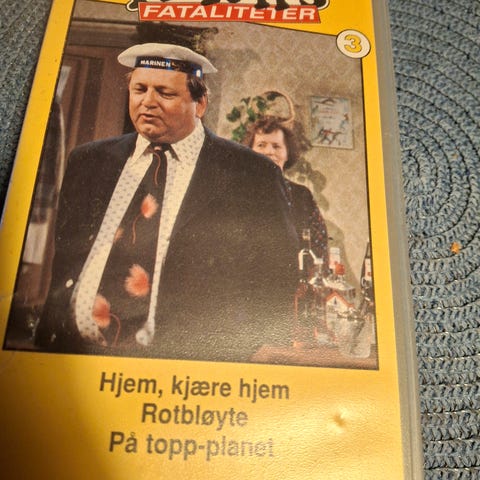 FATALITETER
3
MARINEN
Hjem, kjære hjem
Rotbløyte
På topp-planet